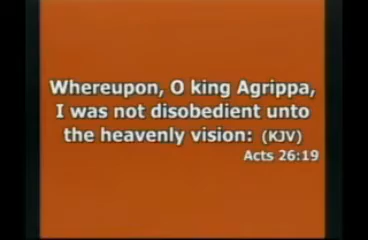 Whereupon, O king Agrippa,
I was not disobedient unto
the heavenly vision: (KJV)
Acts 26:19